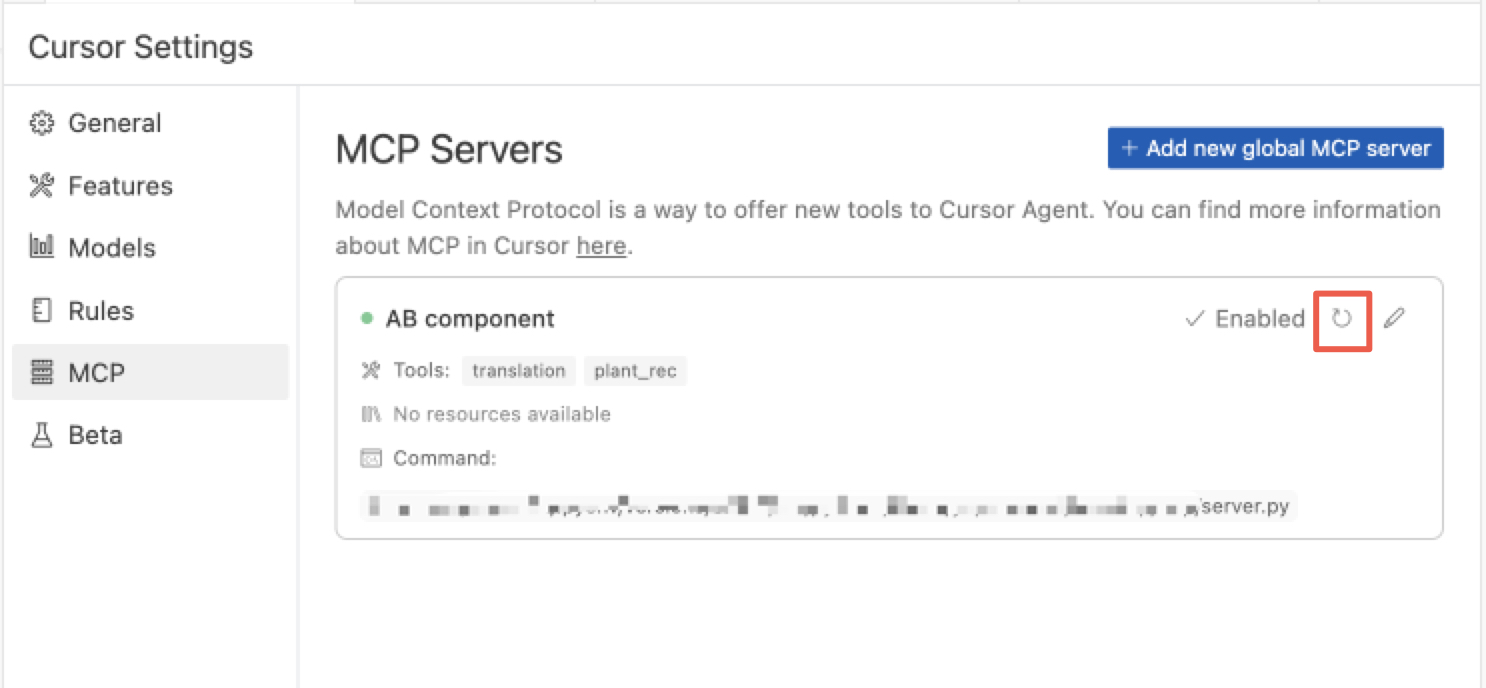 Cursor Settings
General
Features
Models
Rules
MCP
Beta
MCP Servers
+ Add new global MCP server
Model Context Protocol is a way to offer new tools to Cursor Agent. You can find more information
about MCP in Cursor here.
AB component
Enabled
Tools: translation plant_rec
No resources available
Command:
/server.py